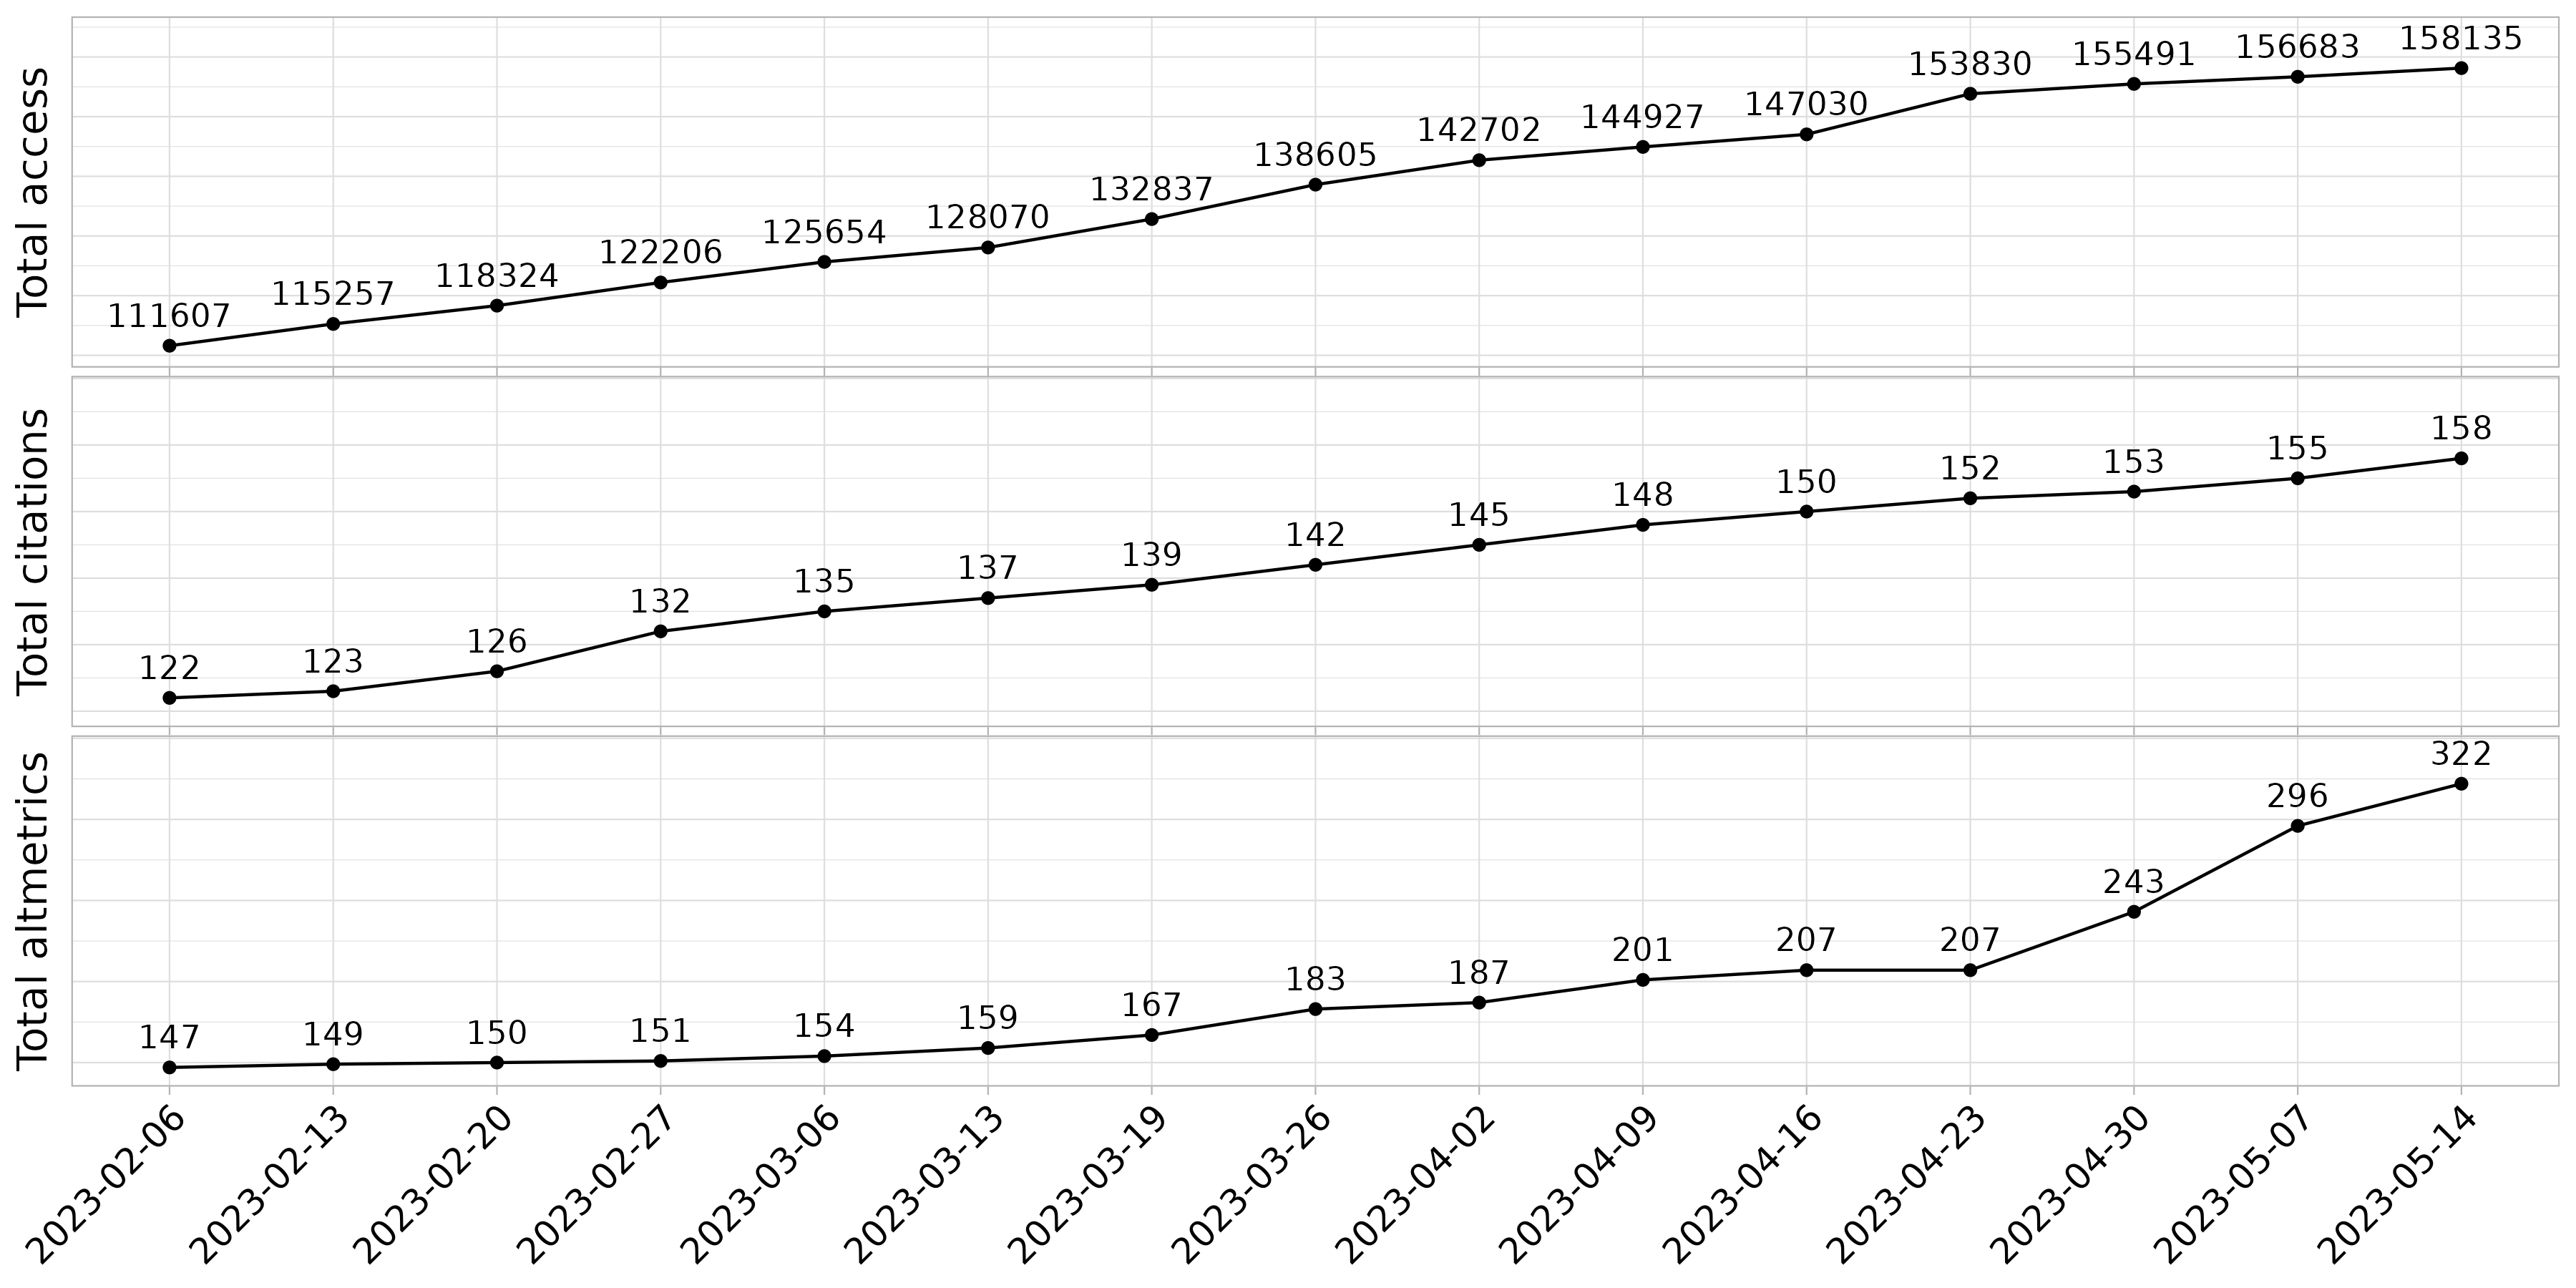 Total access
111607 115257 118324 122206 125654 128070 132837 138605 142702 144927 147030 153830 155491 156683 158135
Total citations
122 123 126 132 135 137 139 142 145 148 150 152 153 155 158
Total altmetrics
147 149 150 151 154 159 167 183 187 201 207 207 243 296 322
2023-02-06 2023-02-13 2023-02-20 2023-02-27 2023-03-06 2023-03-13 2023-03-19 2023-03-26 2023-04-02 2023-04-09 2023-04-16 2023-04-23 2023-04-30 2023-05-07 2023-05-14